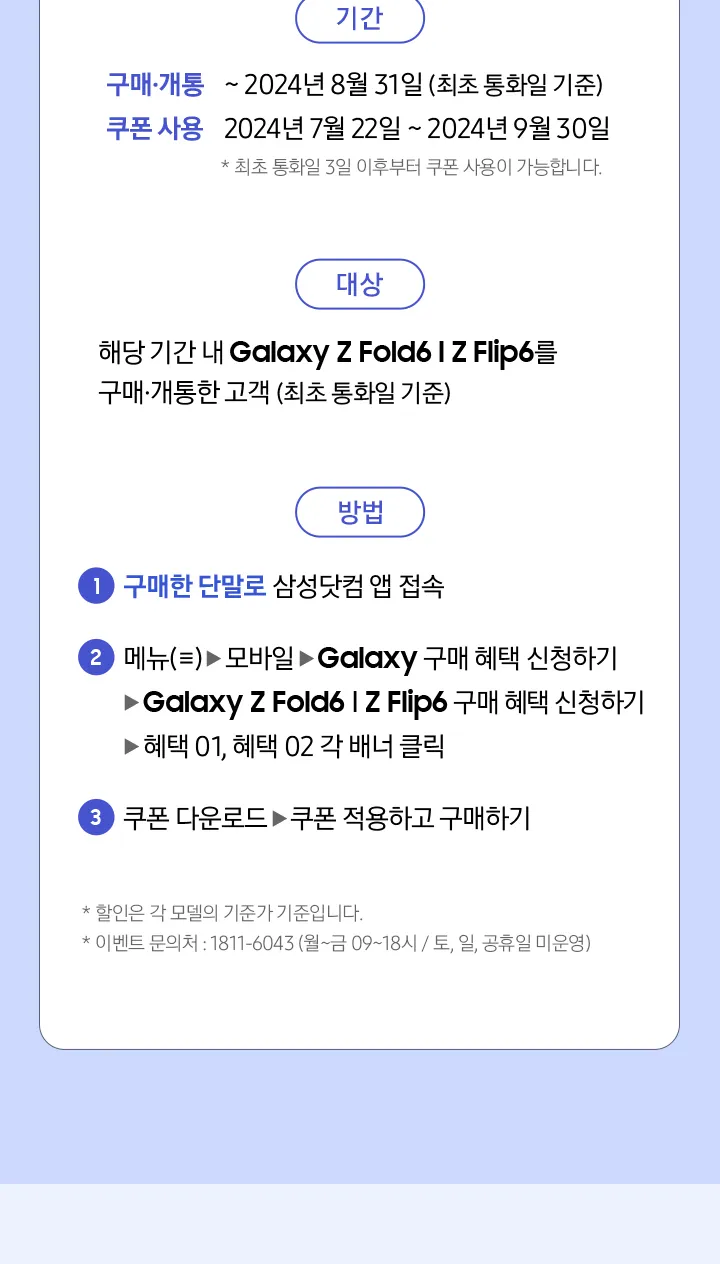 기간
구매·개통 ~ 2024년 8월 31일 (최초 통화일 기준)
쿠폰 사용 2024년 7월 22일 ~ 2024년 9월 30일
* 최초 통화일 3일 이후부터 쿠폰 사용이 가능합니다.
대상
해당 기간 내 Galaxy Z Fold6 l Z Flip6를
구매·개통한 고객 (최초 통화일 기준)
방법
1 구매한 단말로 삼성닷컴 앱 접속
2 메뉴(≡)▶모바일▶Galaxy 구매 혜택 신청하기
▶Galaxy Z Fold6 l Z Flip6 구매 혜택 신청하기
▶혜택 01, 혜택 02 각 배너 클릭
3 쿠폰 다운로드▶쿠폰 적용하고 구매하기
* 할인은 각 모델의 기준가 기준입니다.
* 이벤트 문의처 : 1811-6043 (월~금 09~18시 / 토, 일, 공휴일 미운영)